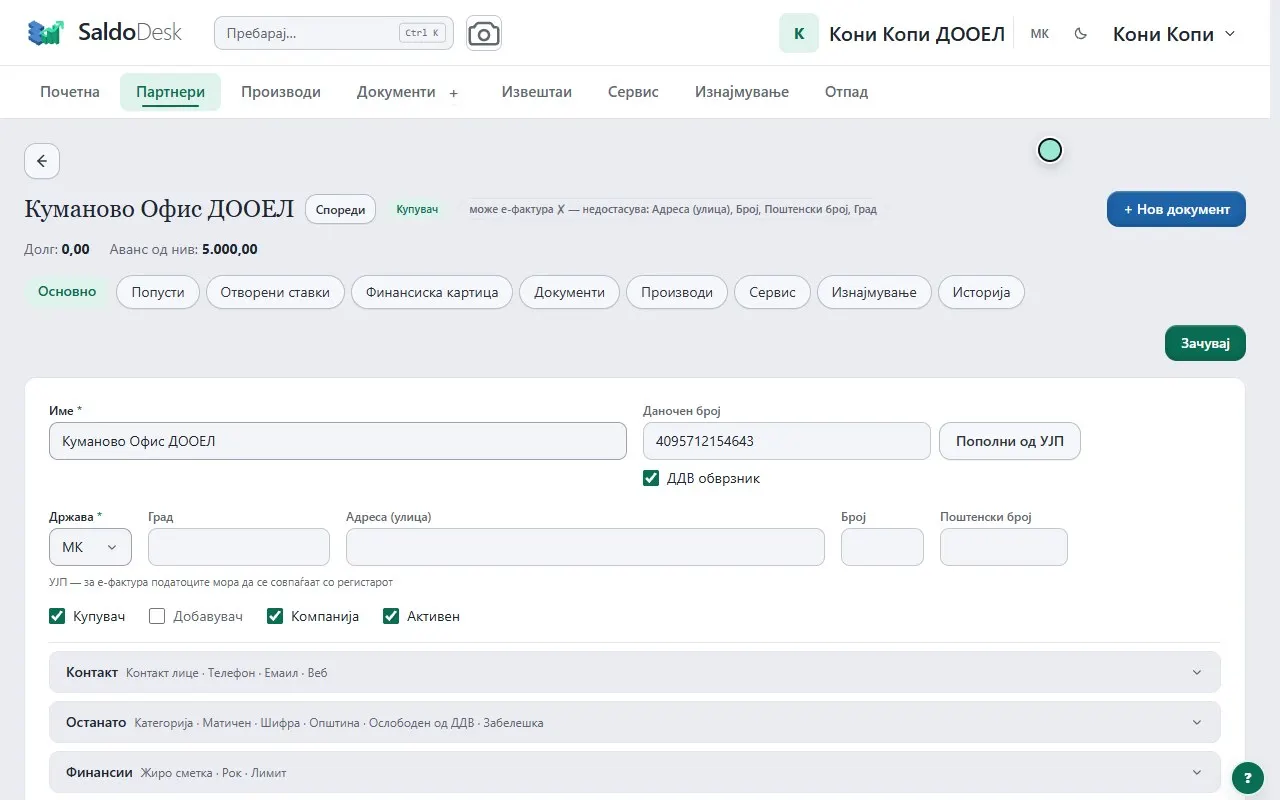 SaldoDesk Пребарај... Ctrl K К Кони Копи ДООЕЛ МК Кони Копи
Почетна Партнери Производи Документи + Извештаи Сервис Изнајмување Отпад
Куманово Офис ДООЕЛ Спореди Купувач може е-фактура ✗ — недостасува: Адреса (улица), Број, Поштенски број, Град + Нов документ
Долг: 0,00 Аванс од нив: 5.000,00
Основно Попусти Отворени ставки Финансиска картица Документи Производи Сервис Изнајмување Историја
Зачувај
Име * Даночен број
Куманово Офис ДООЕЛ 4095712154643 Пополни од УЈП
ДДВ обврзник
Држава * Град Адреса (улица) Број Поштенски број
МК
УЈП — за е-фактура податоците мора да се совпаѓаат со регистарот
Купувач Добавувач Компанија Активен
Контакт Контакт лице · Телефон · Емаил · Веб
Останато Категорија · Матичен · Шифра · Општина · Ослободен од ДДВ · Забелешка
Финансии Жиро сметка · Рок · Лимит
?